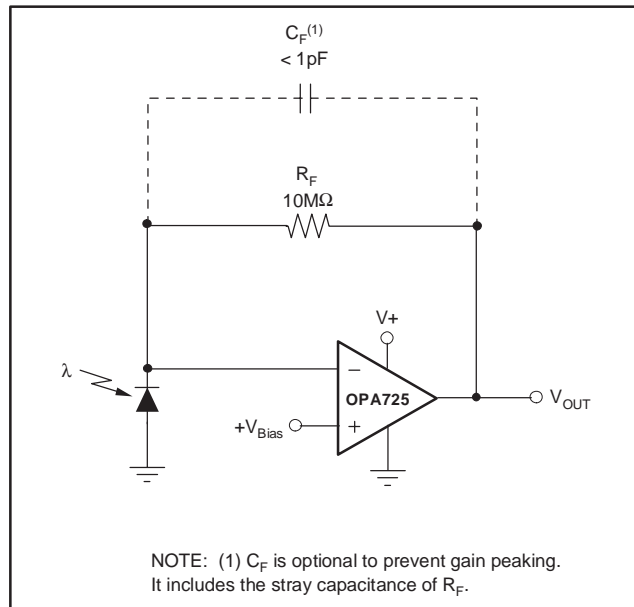 C_F(1)
< 1pF
R_F
10MΩ
V+
λ
−
OPA725
+
+V_Bias
V_OUT
NOTE: (1) C_F is optional to prevent gain peaking.
It includes the stray capacitance of R_F.